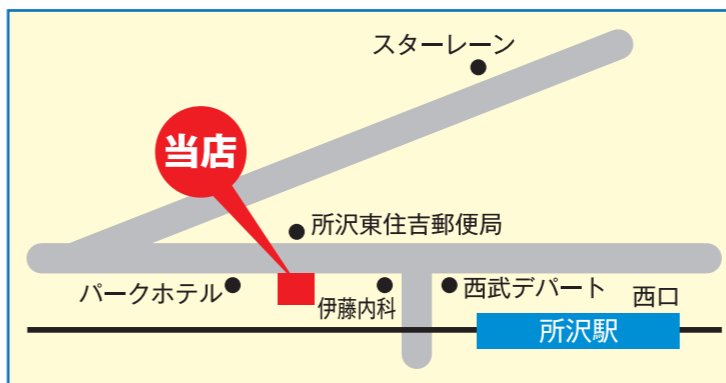 スターレーン
当店
所沢東住吉郵便局
パークホテル
伊藤内科
西武デパート
西口
所沢駅